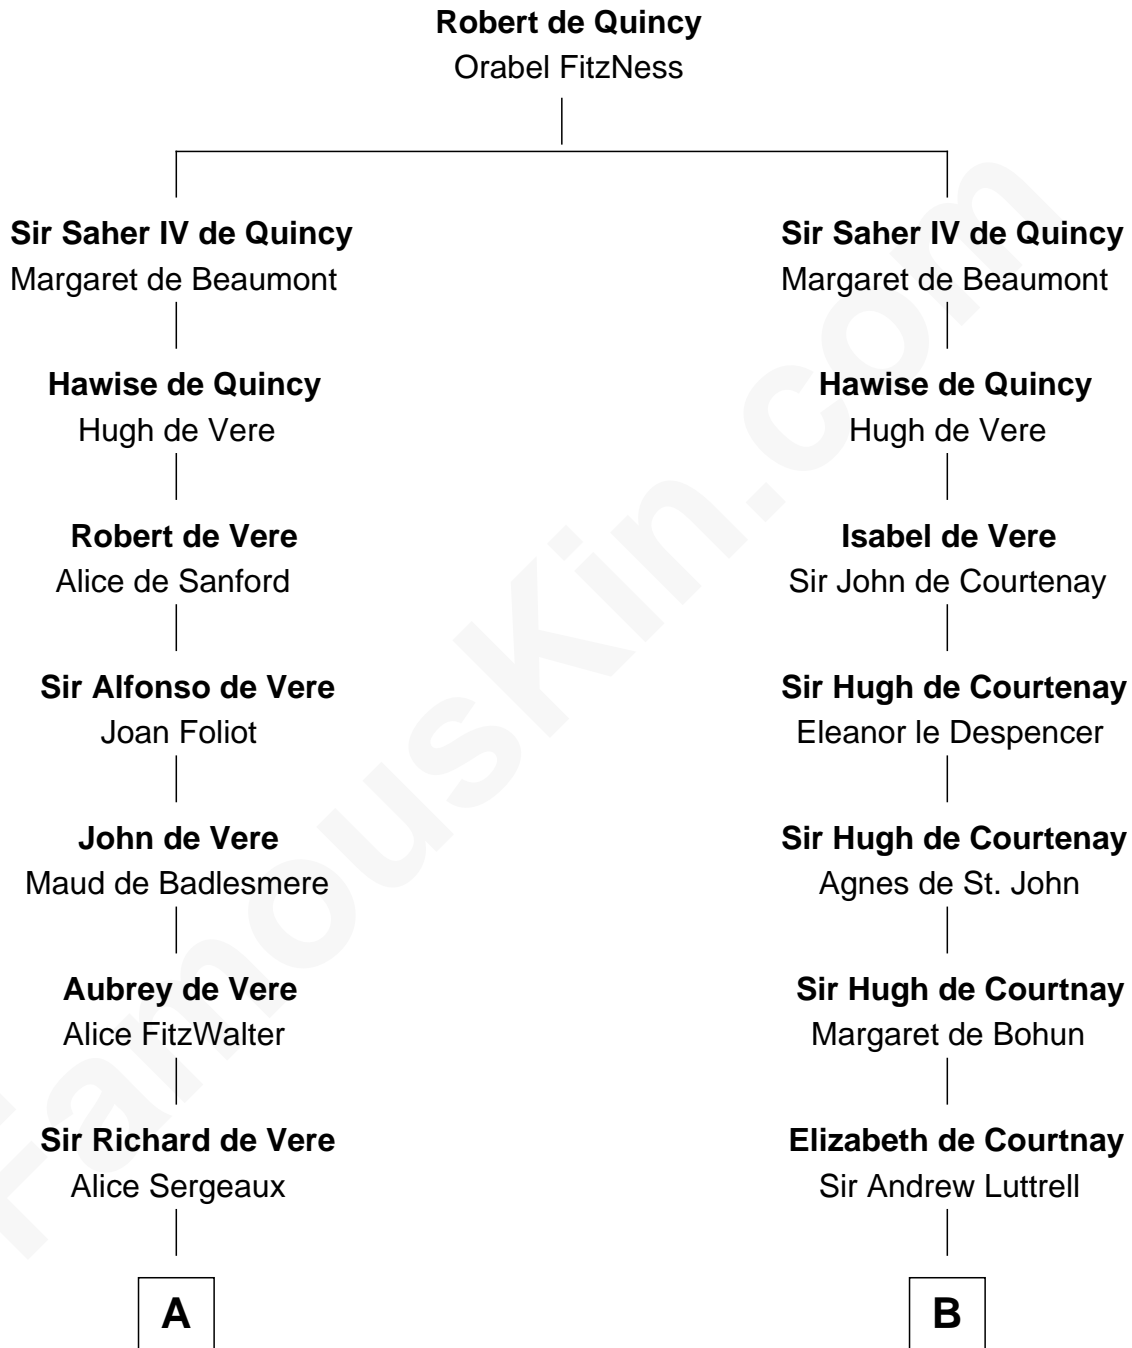 Robert de Quincy
Orabel FitzNess
Sir Saher IV de Quincy
Margaret de Beaumont
Sir Saher IV de Quincy
Margaret de Beaumont
Hawise de Quincy
Hugh de Vere
Hawise de Quincy
Hugh de Vere
Robert de Vere
Alice de Sanford
Isabel de Vere
Sir John de Courtenay
Sir Alfonso de Vere
Joan Foliot
Sir Hugh de Courtenay
Eleanor le Despencer
John de Vere
Maud de Badlesmere
Sir Hugh de Courtenay
Agnes de St. John
Aubrey de Vere
Alice FitzWalter
Sir Hugh de Courtnay
Margaret de Bohun
Sir Richard de Vere
Alice Sergeaux
Elizabeth de Courtnay
Sir Andrew Luttrell
A
B
FamousKin.com